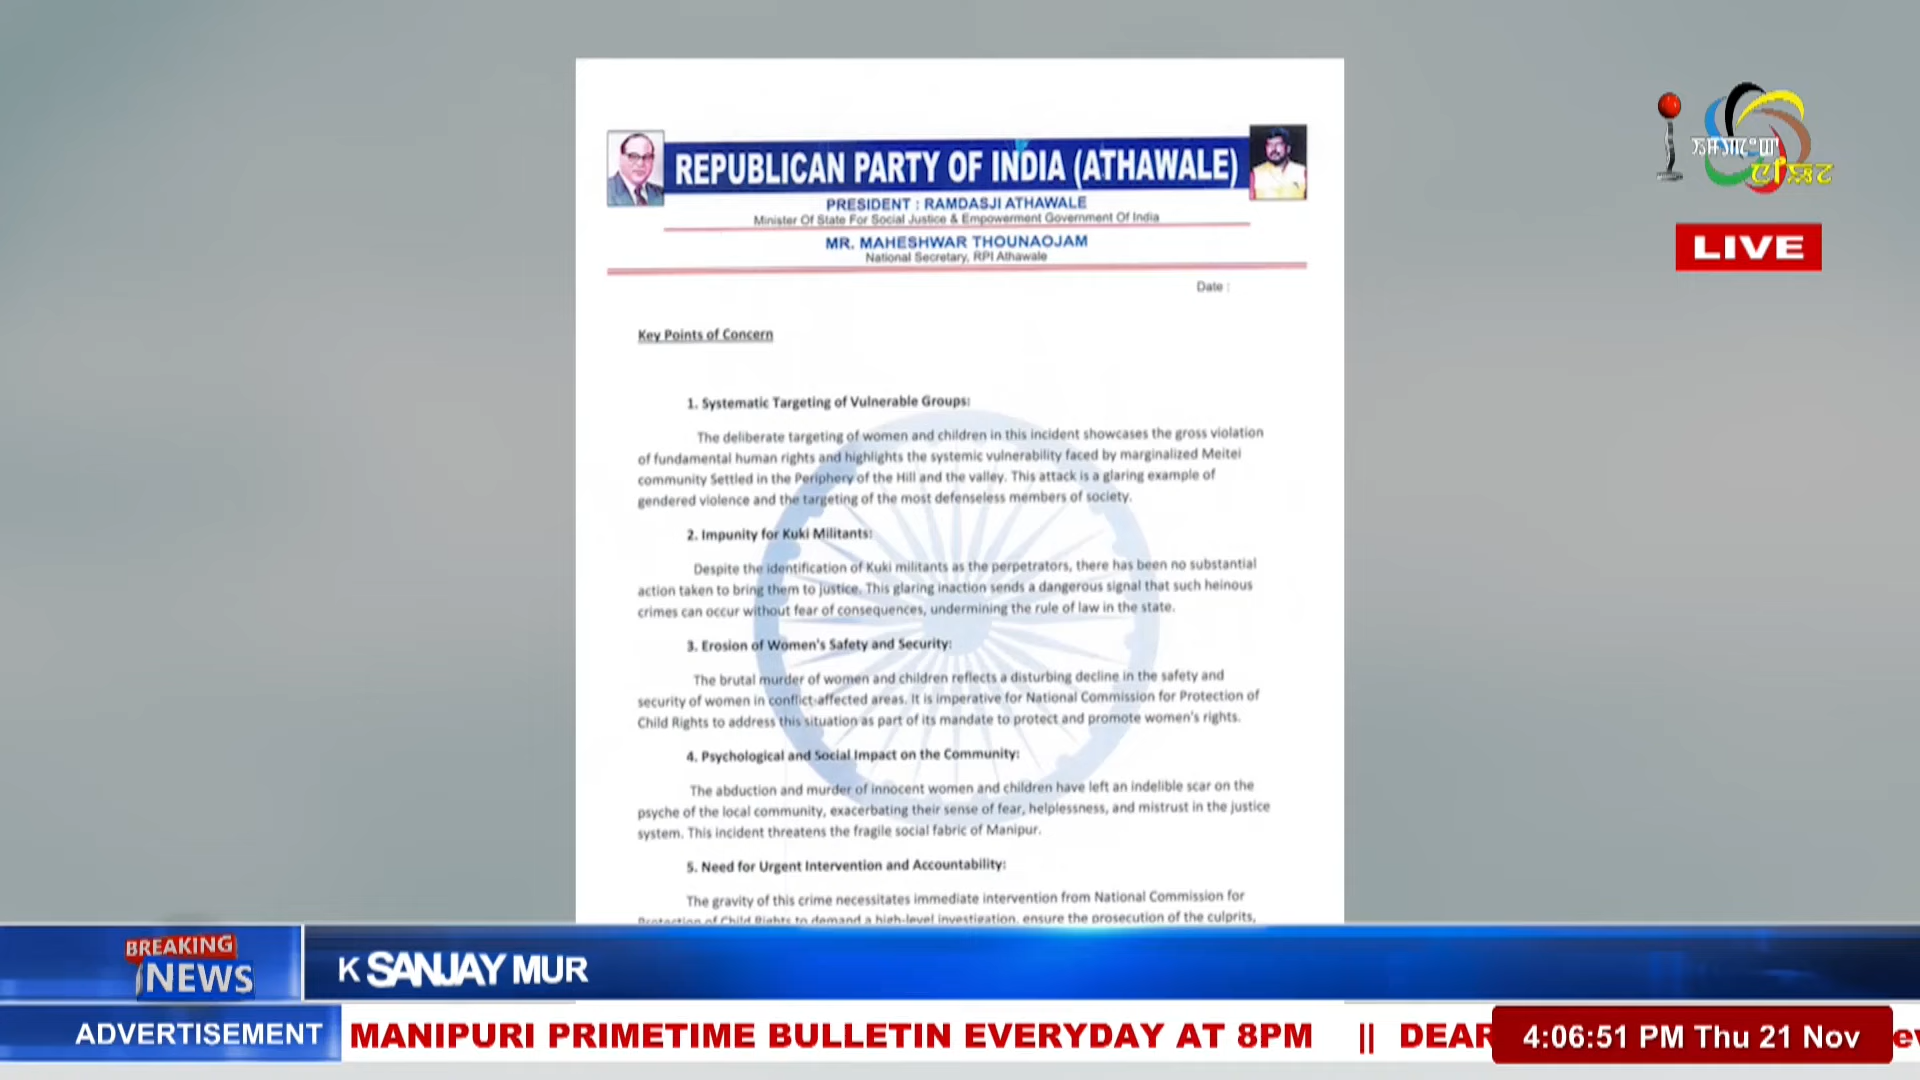 REPUBLICAN PARTY OF INDIA (ATHAWALE)
PRESIDENT : RAMDASJI ATHAWALE
Minister Of State For Social Justice & Empowerment Government Of India
MR. MAHESHWAR THOUNAOJAM
National Secretary, RPI Athawale
Date :
LIVE
Key Points of Concern
1. Systematic Targeting of Vulnerable Groups:
The deliberate targeting of women and children in this incident showcases the gross violation
of fundamental human rights and highlights the systemic vulnerability faced by marginalized Meitei
community Settled in the Periphery of the Hill and the valley. This attack is a glaring example of
gendered violence and the targeting of the most defenseless members of society.
2. Impunity for Kuki Militants:
Despite the identification of Kuki militants as the perpetrators, there has been no substantial
action taken to bring them to justice. This glaring inaction sends a dangerous signal that such heinous
crimes can occur without fear of consequences, undermining the rule of law in the state.
3. Erosion of Women's Safety and Security:
The brutal murder of women and children reflects a disturbing decline in the safety and
security of women in conflict-affected areas. It is imperative for National Commission for Protection of
Child Rights to address this situation as part of its mandate to protect and promote women's rights.
4. Psychological and Social Impact on the Community:
The abduction and murder of innocent women and children have left an indelible scar on the
psyche of the local community, exacerbating their sense of fear, helplessness, and mistrust in the justice
system. This incident threatens the fragile social fabric of Manipur.
5. Need for Urgent Intervention and Accountability:
The gravity of this crime necessitates immediate intervention from National Commission for
Protection of Child Rights to demand a high-level investigation, ensure the prosecution of the culprits,
BREAKING
NEWS
K SANJAY MUR
ADVERTISEMENT
MANIPURI PRIMETIME BULLETIN EVERYDAY AT 8PM || DEAR
4:06:51 PM Thu 21 Nov